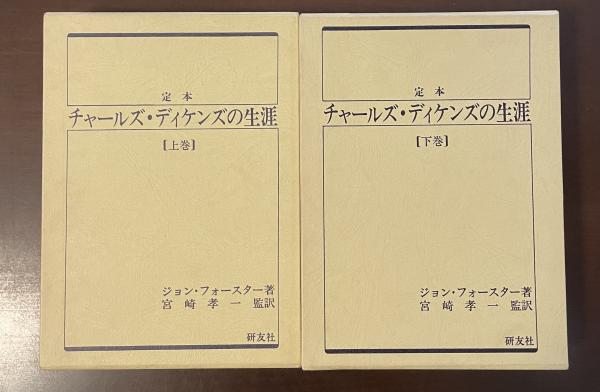 定本
チャールズ・ディケンズの生涯
［上巻］
ジョン・フォースター著
宮崎孝一監訳
研友社
定本
チャールズ・ディケンズの生涯
［下巻］
ジョン・フォースター著
宮崎孝一監訳
研友社